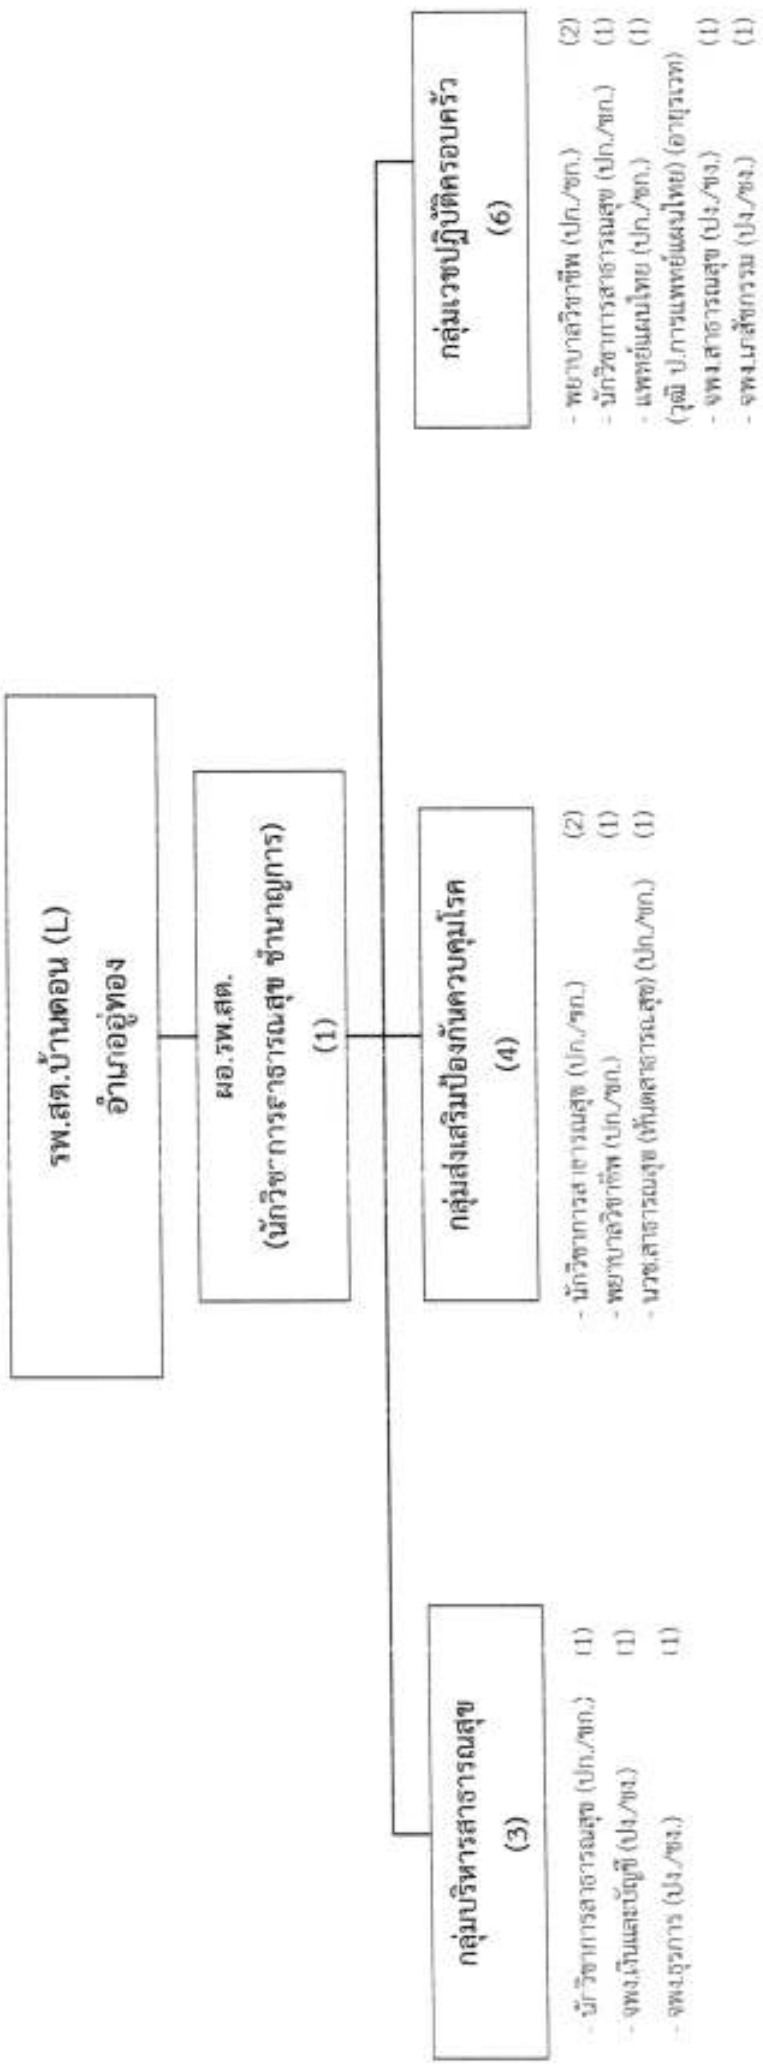 รพ.สต.บ้านดอน (L)
อำเภออู่ทอง
ผอ.รพ.สต.
(นักวิชาการสาธารณสุข ชำนาญการ)
(1)
กลุ่มบริหารสาธารณสุข
(3)
- นักวิชาการสาธารณสุข (ปก./ชก.) (1)
- จพง.เงินและบัญชี (ปง./ชง.) (1)
- จพง.ธุรการ (ปง./ชง.) (1)
กลุ่มส่งเสริมป้องกันควบคุมโรค
(4)
- นักวิชาการสาธารณสุข (ปก./ชก.) (2)
- พยาบาลวิชาชีพ (ปก./ชก.) (1)
- นวช.สาธารณสุข (ทันตสาธารณสุข) (ปก./ชก.) (1)
กลุ่มเวชปฏิบัติครอบครัว
(6)
- พยาบาลวิชาชีพ (ปก./ชก.) (2)
- นักวิชาการสาธารณสุข (ปก./ชก.) (1)
- แพทย์แผนไทย (ปก./ชก.) (1)
(วุฒิ ป.การแพทย์แผนไทย) (อายุรเวท)
- จพง.สาธารณสุข (ปง./ชง.) (1)
- จพง.เภสัชกรรม (ปง./ชง.) (1)